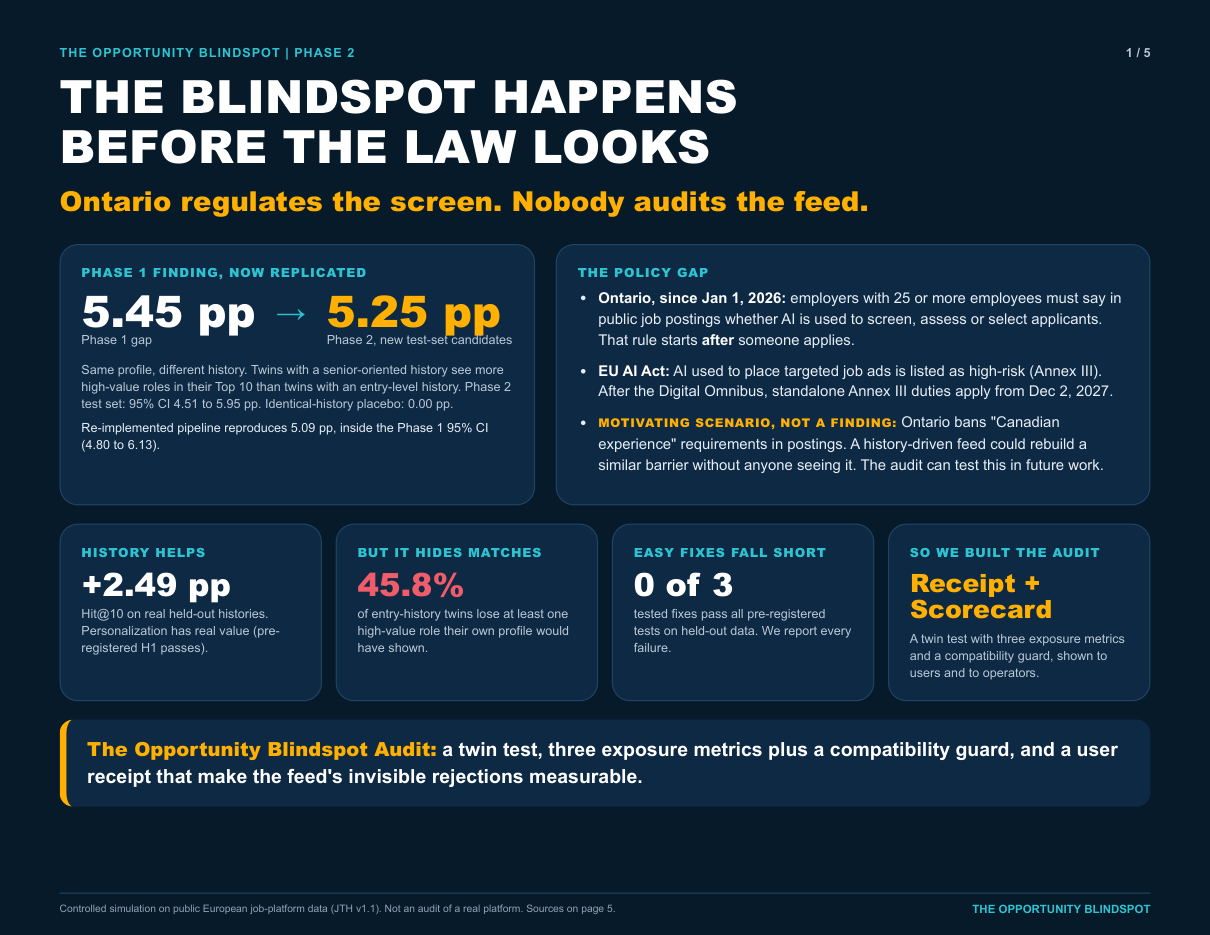 THE OPPORTUNITY BLINDSPOT | PHASE 2
1 / 5
THE BLINDSPOT HAPPENS
BEFORE THE LAW LOOKS
Ontario regulates the screen. Nobody audits the feed.
PHASE 1 FINDING, NOW REPLICATED
5.45 pp → 5.25 pp
Phase 1 gap
Phase 2, new test-set candidates
Same profile, different history. Twins with a senior-oriented history see more
high-value roles in their Top 10 than twins with an entry-level history. Phase 2
test set: 95% CI 4.51 to 5.95 pp. Identical-history placebo: 0.00 pp.
Re-implemented pipeline reproduces 5.09 pp, inside the Phase 1 95% CI
(4.80 to 6.13).
THE POLICY GAP
• Ontario, since Jan 1, 2026: employers with 25 or more employees must say in
public job postings whether AI is used to screen, assess or select applicants.
That rule starts after someone applies.
• EU AI Act: AI used to place targeted job ads is listed as high-risk (Annex III).
After the Digital Omnibus, standalone Annex III duties apply from Dec 2, 2027.
• MOTIVATING SCENARIO, NOT A FINDING: Ontario bans "Canadian
experience" requirements in postings. A history-driven feed could rebuild a
similar barrier without anyone seeing it. The audit can test this in future work.
HISTORY HELPS
+2.49 pp
Hit@10 on real held-out histories.
Personalization has real value (pre-
registered H1 passes).
BUT IT HIDES MATCHES
45.8%
of entry-history twins lose at least one
high-value role their own profile would
have shown.
EASY FIXES FALL SHORT
0 of 3
tested fixes pass all pre-registered
tests on held-out data. We report every
failure.
SO WE BUILT THE AUDIT
Receipt +
Scorecard
A twin test with three exposure metrics
and a compatibility guard, shown to
users and to operators.
The Opportunity Blindspot Audit: a twin test, three exposure metrics plus a compatibility guard, and a user
receipt that make the feed's invisible rejections measurable.
Controlled simulation on public European job-platform data (JTH v1.1). Not an audit of a real platform. Sources on page 5.
THE OPPORTUNITY BLINDSPOT